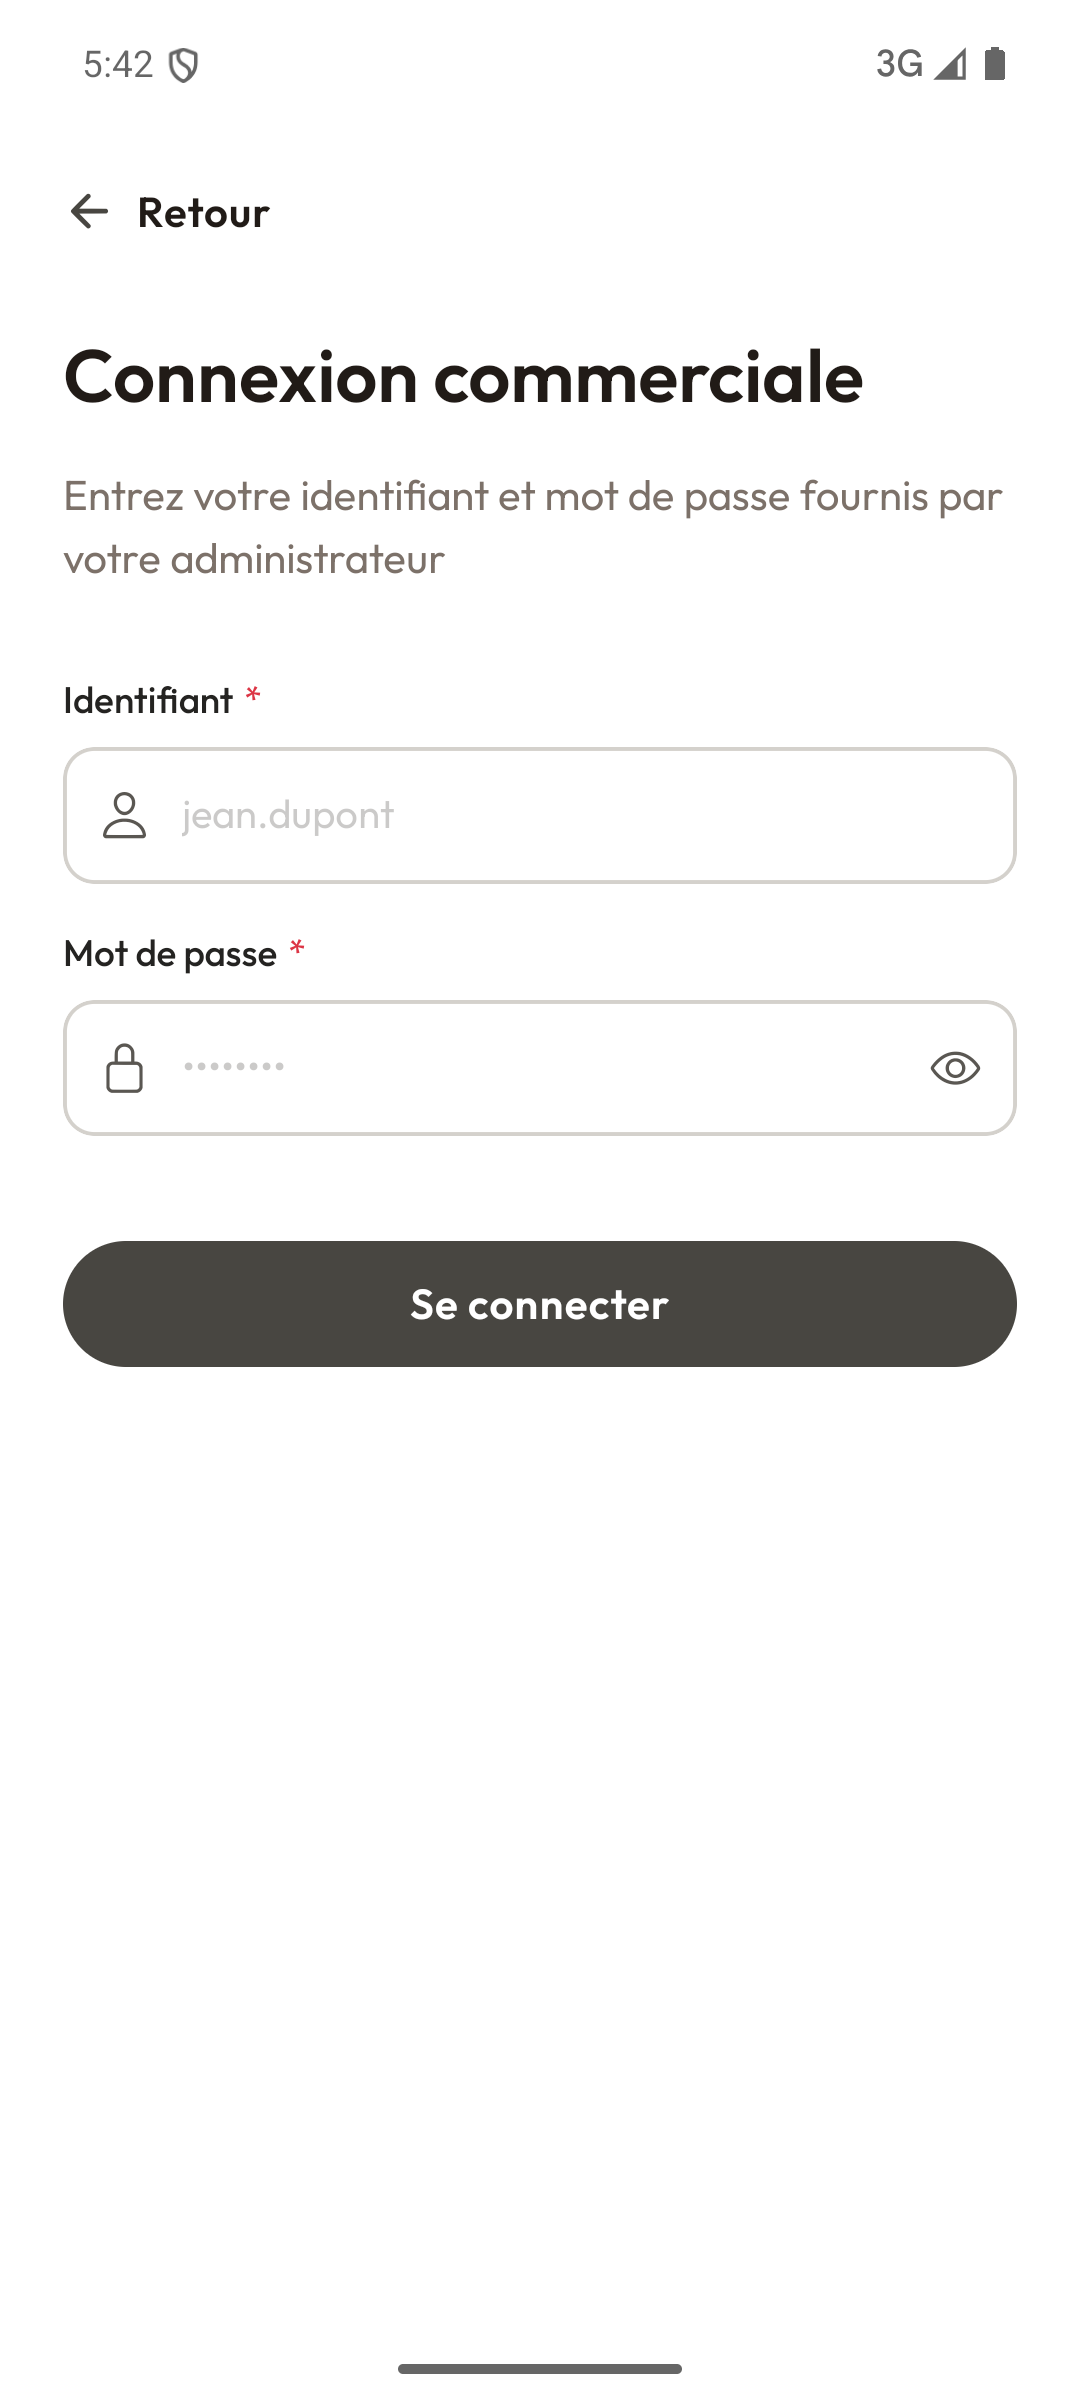 5:42
3G
Retour
Connexion commerciale
Entrez votre identifiant et mot de passe fournis par
votre administrateur
Identifiant *
jean.dupont
Mot de passe *
••••••••
Se connecter